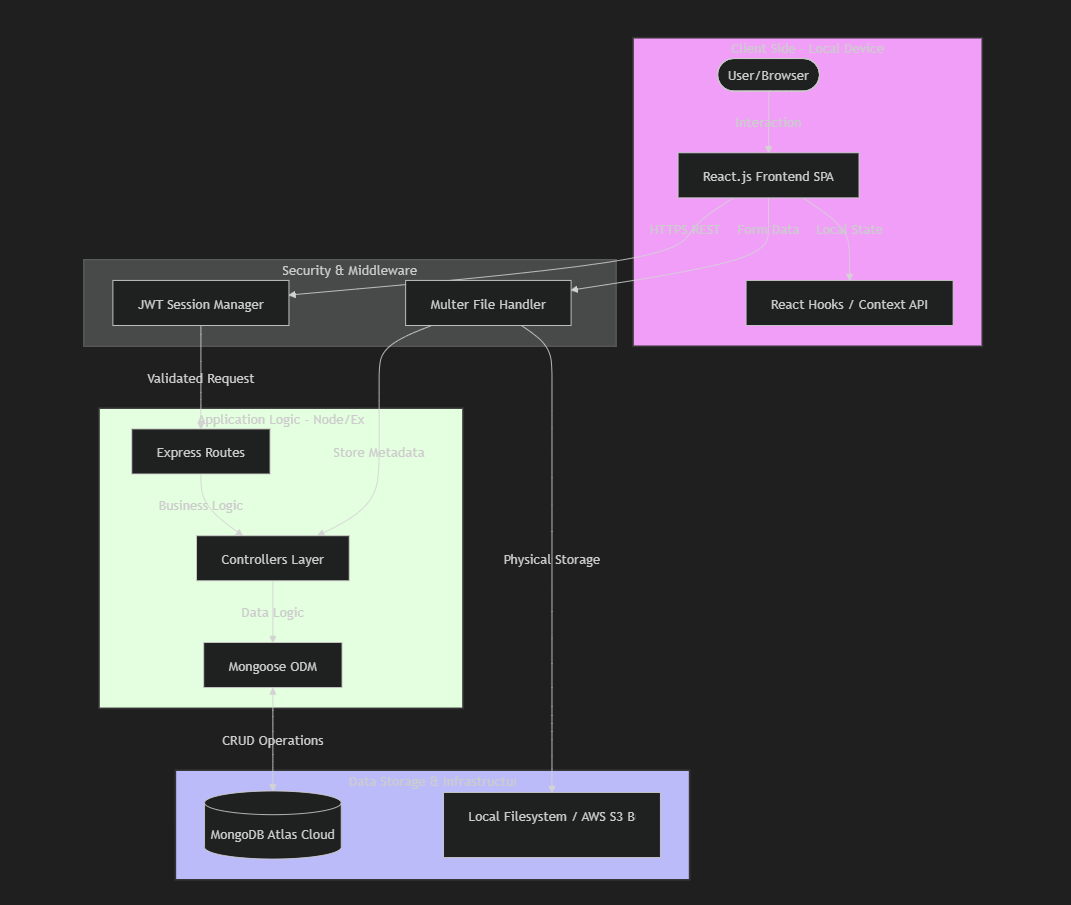 Client Side - Local Device
User/Browser
Interaction
React.js Frontend SPA
HTTPS REST
Form Data
Local State
React Hooks / Context API
Security & Middleware
JWT Session Manager
Multer File Handler
Validated Request
Application Logic - Node/Ex
Express Routes
Store Metadata
Business Logic
Controllers Layer
Physical Storage
Data Logic
Mongoose ODM
CRUD Operations
Data Storage & Infrastructur
MongoDB Atlas Cloud
Local Filesystem / AWS S3 B